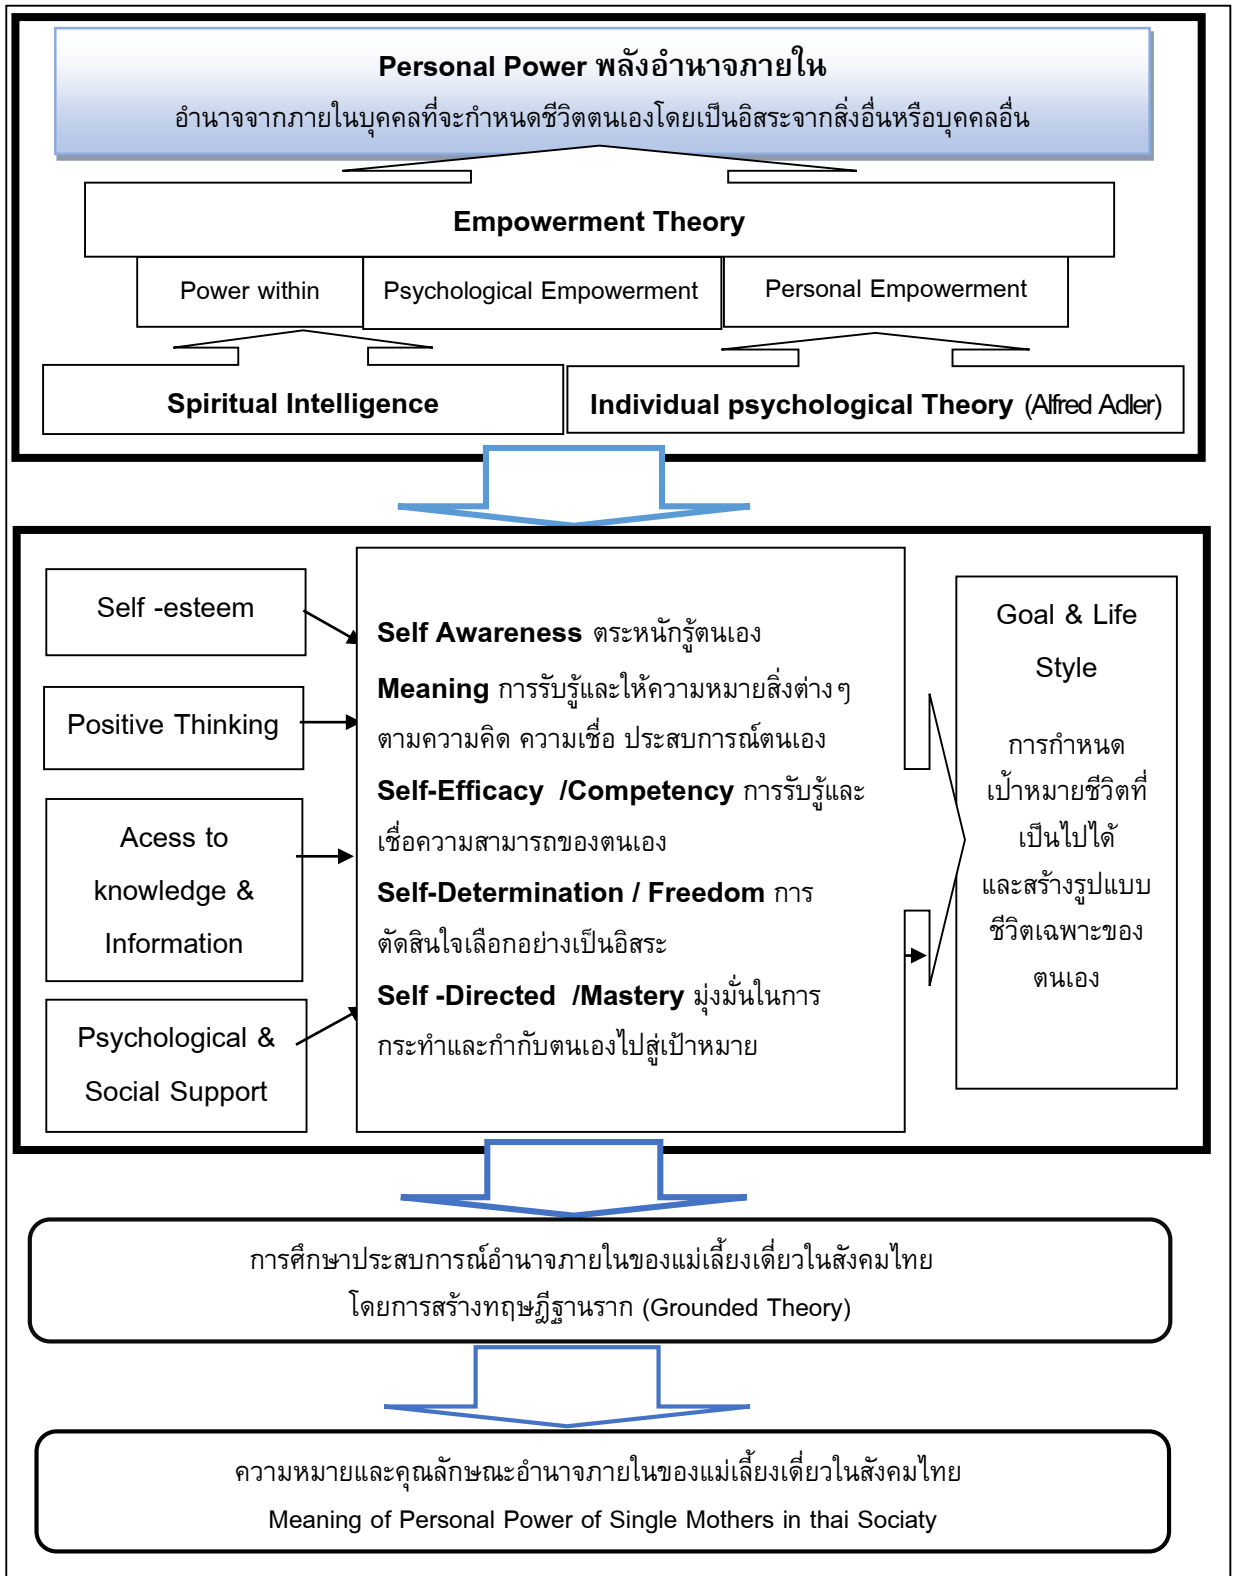 Personal Power พลังอำนาจภายใน
อำนาจจากภายในบุคคลที่จะกำหนดชีวิตตนเองโดยเป็นอิสระจากสิ่งอื่นหรือบุคคลอื่น
Empowerment Theory
Power within
Psychological Empowerment
Personal Empowerment
Spiritual Intelligence
Individual psychological Theory (Alfred Adler)
Self -esteem
Positive Thinking
Acess to
knowledge &
Information
Psychological &
Social Support
Self Awareness ตระหนักรู้ตนเอง
Meaning การรับรู้และให้ความหมายสิ่งต่าง ๆ
ตามความคิด ความเชื่อ ประสบการณ์ตนเอง
Self-Efficacy /Competency การรับรู้และ
เชื่อความสามารถของตนเอง
Self-Determination / Freedom การ
ตัดสินใจเลือกอย่างเป็นอิสระ
Self -Directed /Mastery มุ่งมั่นในการ
กระทำและกำกับตนเองไปสู่เป้าหมาย
Goal & Life
Style
การกำหนด
เป้าหมายชีวิตที่
เป็นไปได้
และสร้างรูปแบบ
ชีวิตเฉพาะของ
ตนเอง
การศึกษาประสบการณ์อำนาจภายในของแม่เลี้ยงเดี่ยวในสังคมไทย
โดยการสร้างทฤษฎีฐานราก (Grounded Theory)
ความหมายและคุณลักษณะอำนาจภายในของแม่เลี้ยงเดี่ยวในสังคมไทย
Meaning of Personal Power of Single Mothers in thai Sociaty